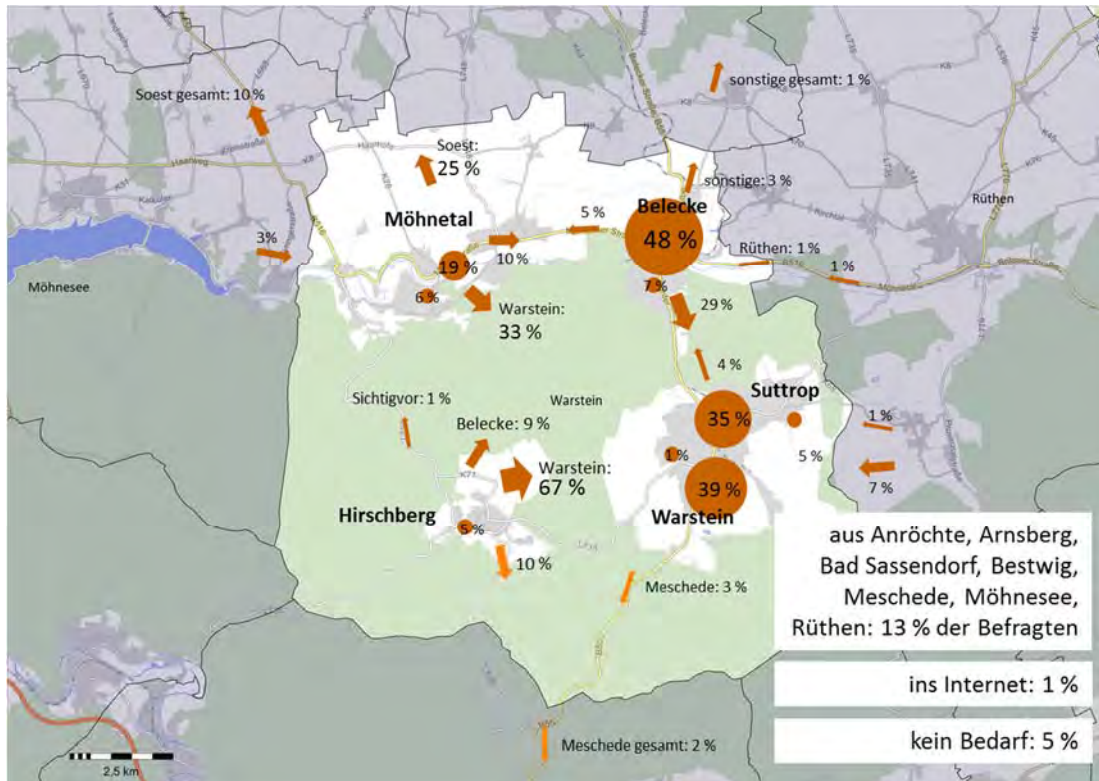 sonstige gesamt: 1 %
Soest gesamt: 10 %
Soest:
25 %
sonstige: 3 %
Möhnetal
5 %
Belecke
48 %
Rüthen
3%
19 %
10 %
Rüthen: 1 %
1 %
Möhnesee
6 %
7 %
29 %
Warstein:
33 %
4 %
Suttrop
Sichtigvor: 1 %
Warstein
Belecke: 9 %
35 %
1 %
5 %
1 %
Warstein:
67 %
7 %
39 %
Hirschberg
5 %
Warstein
10 %
Meschede: 3 %
aus Anröchte, Arnsberg,
Bad Sassendorf, Bestwig,
Meschede, Möhnesee,
Rüthen: 13 % der Befragten
ins Internet: 1 %
kein Bedarf: 5 %
Meschede gesamt: 2 %
2,5 km